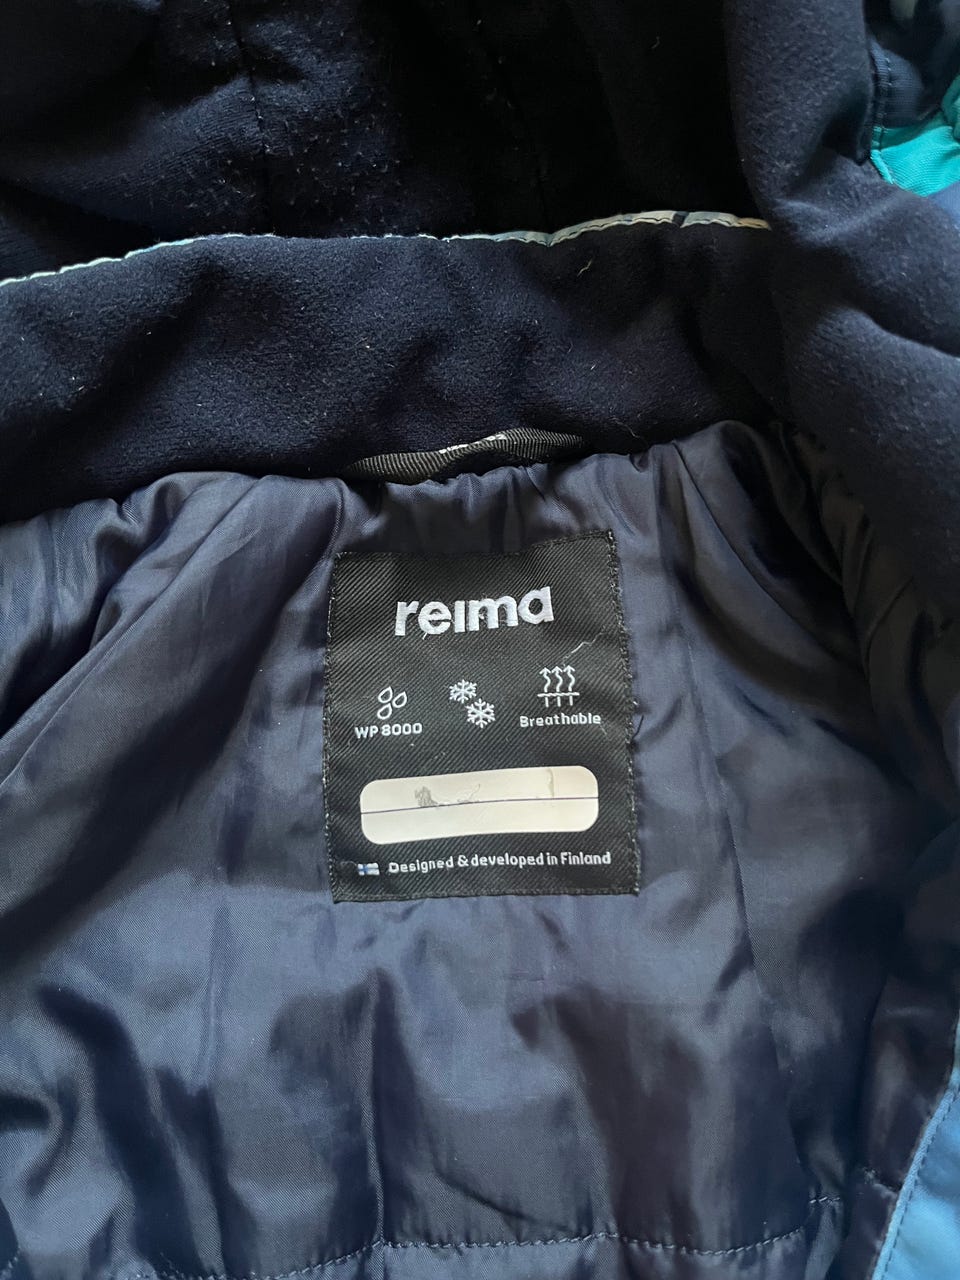 reima
WP 8000
Breathable
Designed & developed in Finland